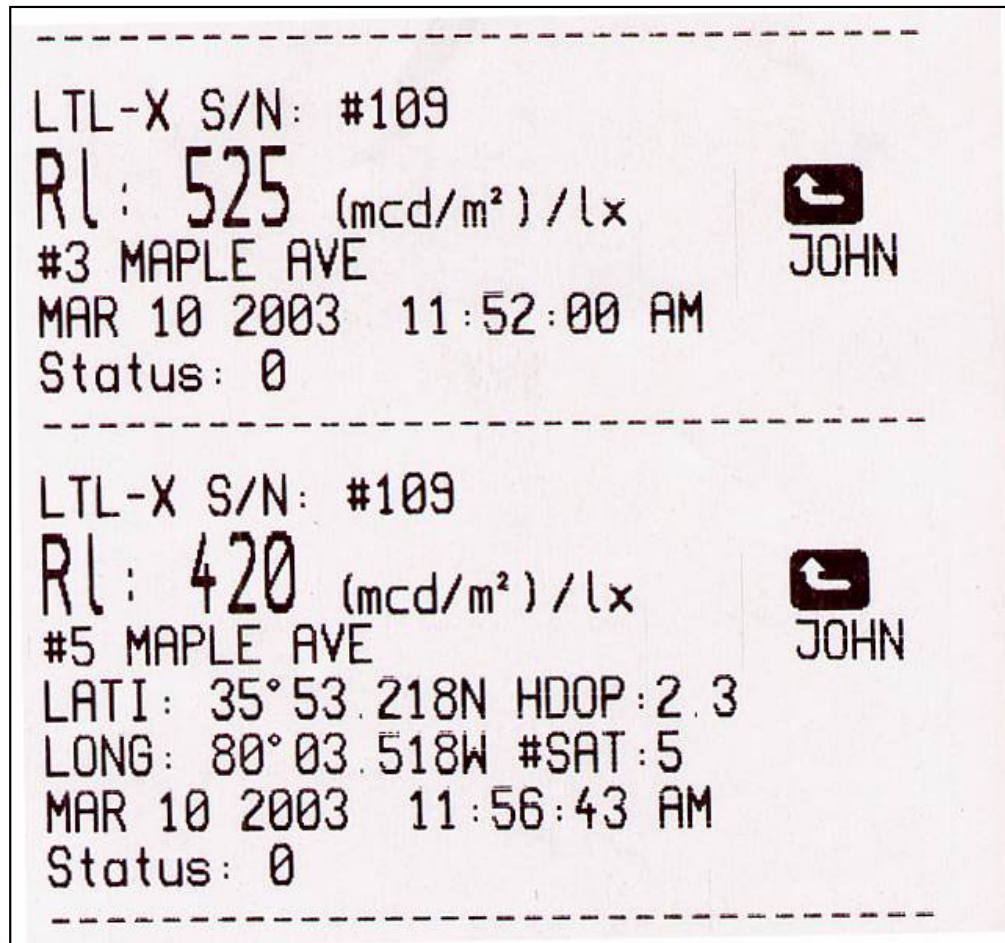 LTL-X S/N: #109
Rl: 525 (mcd/m²)/lx
#3 MAPLE AVE
JOHN
MAR 10 2003 11:52:00 AM
Status: 0
LTL-X S/N: #109
Rl: 420 (mcd/m²)/lx
#5 MAPLE AVE
JOHN
LATI: 35°53.218N HDOP:2.3
LONG: 80°03.518W #SAT:5
MAR 10 2003 11:56:43 AM
Status: 0